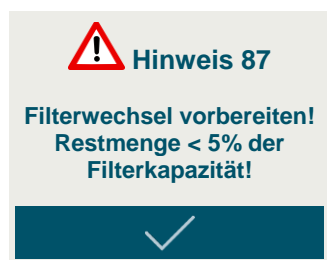 Hinweis 87
Filterwechsel vorbereiten!
Restmenge < 5% der
Filterkapazität!